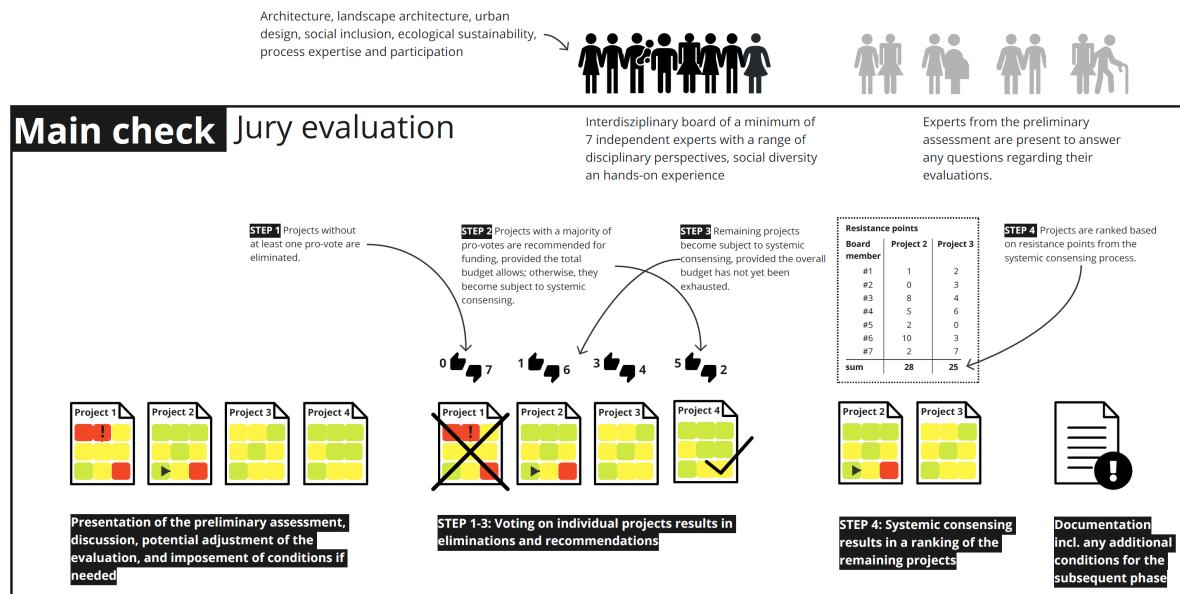 Architecture, landscape architecture, urban
design, social inclusion, ecological sustainability,
process expertise and participation
Main check Jury evaluation
Interdisziplinary board of a minimum of
7 independent experts with a range of
disciplinary perspectives, social diversity
an hands-on experience
Experts from the preliminary
assessment are present to answer
any questions regarding their
evaluations.
STEP 1 Projects without
at least one pro-vote are
eliminated.
STEP 2 Projects with a majority of
pro-votes are recommended for
funding, provided the total
budget allows; otherwise, they
become subject to systemic
consensing.
STEP 3 Remaining projects
become subject to systemic
consensing, provided the overall
budget has not yet been
exhausted.
Resistance points
Board member Project 2 Project 3
#1 1 2
#2 0 3
#3 8 4
#4 5 6
#5 2 0
#6 10 3
#7 2 7
sum 28 25
STEP 4 Projects are ranked based
on resistance points from the
systemic consensing process.
0 7 1 6 3 4 5 2
Project 1 Project 2 Project 3 Project 4
!
Project 1 Project 2 Project 3 Project 4
!
Project 2 Project 3
!
Presentation of the preliminary assessment,
discussion, potential adjustment of the
evaluation, and imposement of conditions if
needed
STEP 1-3: Voting on individual projects results in
eliminations and recommendations
STEP 4: Systemic consensing
results in a ranking of the
remaining projects
Documentation
incl. any additional
conditions for the
subsequent phase